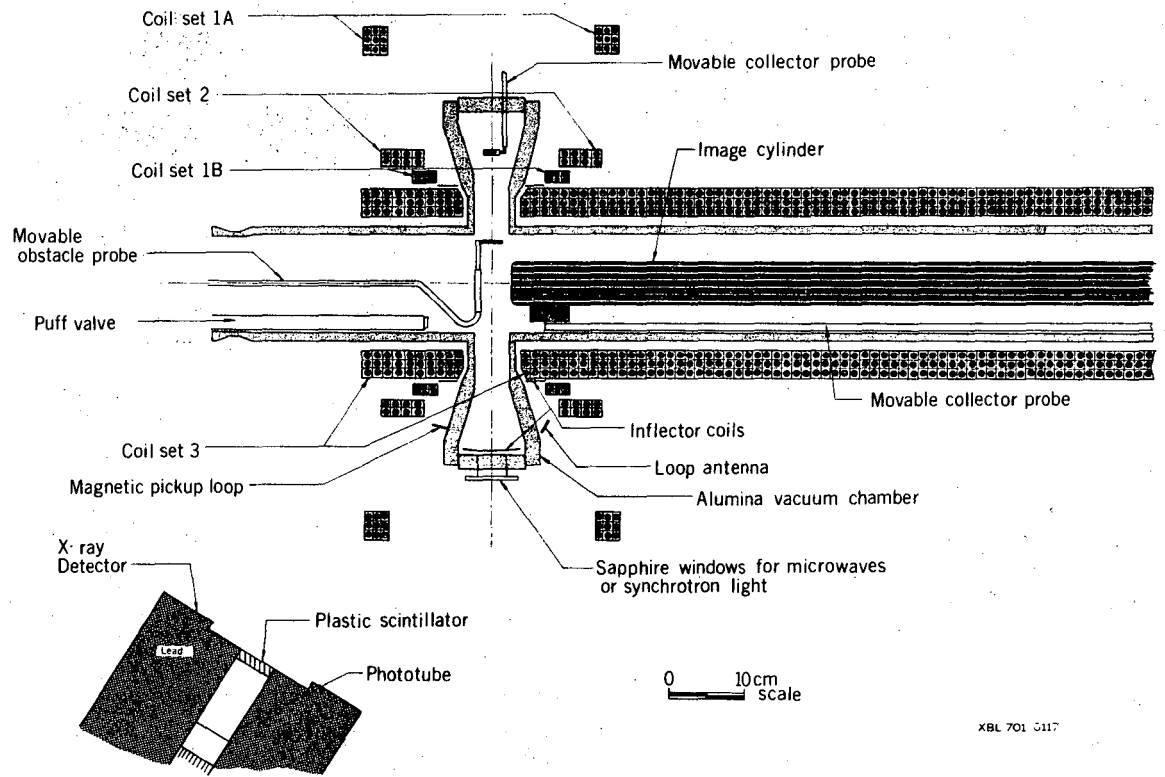 Coil set 1A
Movable collector probe
Coil set 2
Image cylinder
Coil set 1B
Movable
obstacle probe
Puff valve
Movable collector probe
Inflector coils
Coil set 3
Loop antenna
Magnetic pickup loop
Alumina vacuum chamber
X-ray
Detector
Sapphire windows for microwaves
or synchrotron light
Plastic scintillator
Lead
Phototube
0 10cm
scale
XBL 701